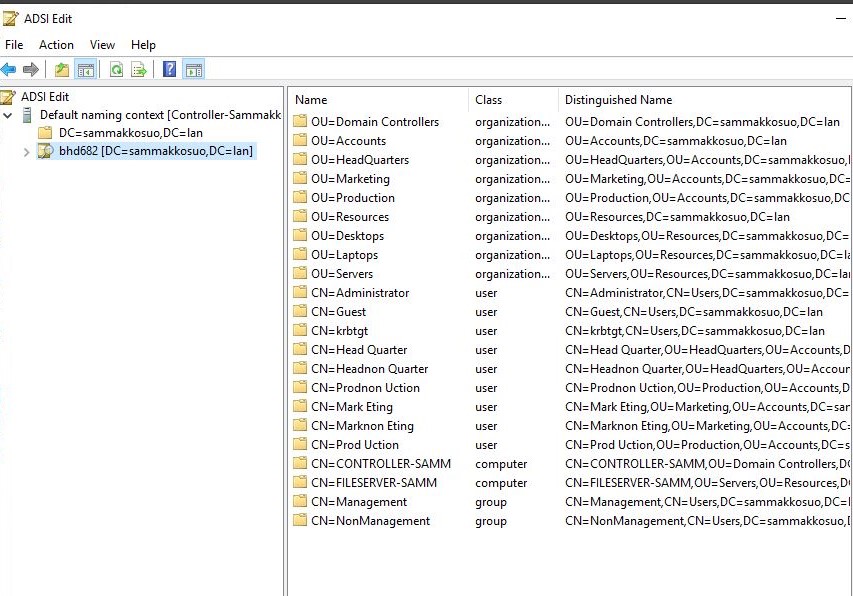 ADSI Edit
File Action View Help
ADSI Edit
Default naming context [Controller-Sammakk
DC=sammakkosuo,DC=lan
bhd682 [DC=sammakkosuo,DC=lan]
Name Class Distinguished Name
OU=Domain Controllers organization... OU=Domain Controllers,DC=sammakkosuo,DC=lan
OU=Accounts organization... OU=Accounts,DC=sammakkosuo,DC=lan
OU=HeadQuarters organization... OU=HeadQuarters,OU=Accounts,DC=sammakkosuo,
OU=Marketing organization... OU=Marketing,OU=Accounts,DC=sammakkosuo,DC=
OU=Production organization... OU=Production,OU=Accounts,DC=sammakkosuo,DC
OU=Resources organization... OU=Resources,DC=sammakkosuo,DC=lan
OU=Desktops organization... OU=Desktops,OU=Resources,DC=sammakkosuo,DC=
OU=Laptops organization... OU=Laptops,OU=Resources,DC=sammakkosuo,DC=la
OU=Servers organization... OU=Servers,OU=Resources,DC=sammakkosuo,DC=lan
CN=Administrator user CN=Administrator,CN=Users,DC=sammakkosuo,DC=
CN=Guest user CN=Guest,CN=Users,DC=sammakkosuo,DC=lan
CN=krbtgt user CN=krbtgt,CN=Users,DC=sammakkosuo,DC=lan
CN=Head Quarter user CN=Head Quarter,OU=HeadQuarters,OU=Accounts,D
CN=Headnon Quarter user CN=Headnon Quarter,OU=HeadQuarters,OU=Accour
CN=Prodnon Uction user CN=Prodnon Uction,OU=Production,OU=Accounts,D
CN=Mark Eting user CN=Mark Eting,OU=Marketing,OU=Accounts,DC=sar
CN=Marknon Eting user CN=Marknon Eting,OU=Marketing,OU=Accounts,DC:
CN=Prod Uction user CN=Prod Uction,OU=Production,OU=Accounts,DC=s
CN=CONTROLLER-SAMM computer CN=CONTROLLER-SAMM,OU=Domain Controllers,D
CN=FILESERVER-SAMM computer CN=FILESERVER-SAMM,OU=Servers,OU=Resources,D
CN=Management group CN=Management,CN=Users,DC=sammakkosuo,DC=l
CN=NonManagement group CN=NonManagement,CN=Users,DC=sammakkosuo,